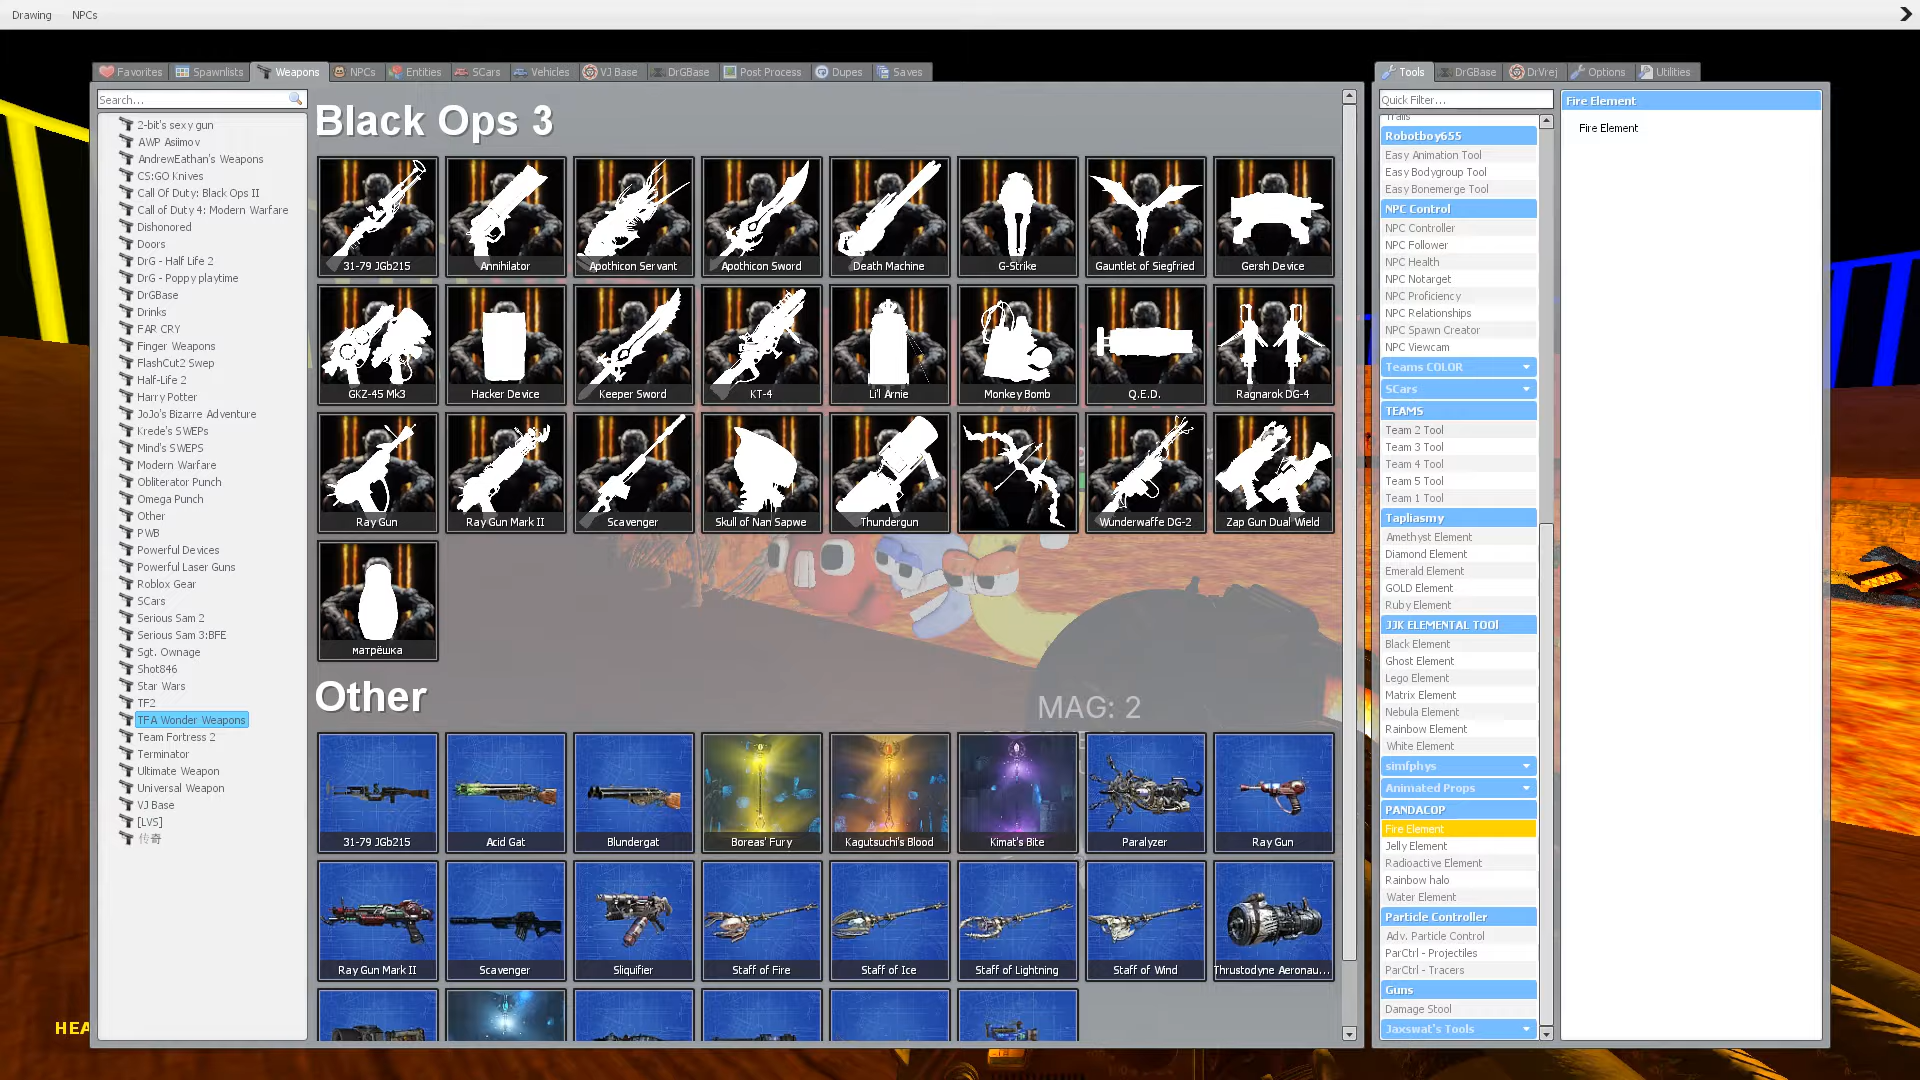 Drawing NPCs
Favorites Spawnlists Weapons NPCs Entities SCars Vehicles VJ Base DrGBase Post Process Dupes Saves
Tools DrGBase DrVrej Options Utilities
Search...
2-bit's sexy gun
AWP Asiimov
AndrewEathan's Weapons
CS:GO Knives
Call Of Duty: Black Ops II
Call of Duty 4: Modern Warfare
Dishonored
Doors
DrG - Half Life 2
DrG - Poppy playtime
DrGBase
Drinks
FAR CRY
Finger Weapons
FlashCut2 Swep
Half-Life 2
Harry Potter
JoJo's Bizarre Adventure
Krede's SWEPs
Mind's SWEPS
Modern Warfare
Obliterator Punch
Omega Punch
Other
PWB
Powerful Devices
Powerful Laser Guns
Roblox Gear
SCars
Serious Sam 2
Serious Sam 3:BFE
Sgt. Ownage
Shot846
Star Wars
TF2
TFA Wonder Weapons
Team Fortress 2
Terminator
Ultimate Weapon
Universal Weapon
VJ Base
[LVS]
传奇
Black Ops 3
31-79 JGb215 Annihilator Apothicon Servant Apothicon Sword Death Machine G-Strike Gauntlet of Siegfried Gersh Device
GKZ-45 Mk3 Hacker Device Keeper Sword KT-4 Li'l Arnie Monkey Bomb Q.E.D. Ragnarok DG-4
Ray Gun Ray Gun Mark II Scavenger Skull of Nan Sapwe Thundergun Wunderwaffe DG-2 Zap Gun Dual Wield
матрёшка
Other
MAG: 2
31-79 JGb215 Acid Gat Blundergat Boreas' Fury Kagutsuchi's Blood Kimat's Bite Paralyzer Ray Gun
Ray Gun Mark II Scavenger Sliquifier Staff of Fire Staff of Ice Staff of Lightning Staff of Wind Thrustodyne Aeronau...
HEA
Quick Filter...
Trails
Robotboy655
Easy Animation Tool
Easy Bodygroup Tool
Easy Bonemerge Tool
NPC Control
NPC Controller
NPC Follower
NPC Health
NPC Notarget
NPC Proficiency
NPC Relationships
NPC Spawn Creator
NPC Viewcam
Teams COLOR
SCars
TEAMS
Team 2 Tool
Team 3 Tool
Team 4 Tool
Team 5 Tool
Team 1 Tool
Tapliasmy
Amethyst Element
Diamond Element
Emerald Element
GOLD Element
Ruby Element
JJK ELEMENTAL TOOl
Black Element
Ghost Element
Lego Element
Matrix Element
Nebula Element
Rainbow Element
White Element
simfphys
Animated Props
PANDACOP
Fire Element
Jelly Element
Radioactive Element
Rainbow halo
Water Element
Particle Controller
Adv. Particle Control
ParCtrl - Projectiles
ParCtrl - Tracers
Guns
Damage Stool
Jaxswat's Tools
Fire Element
Fire Element